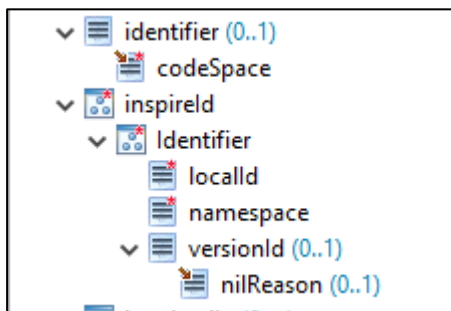 identifier (0..1)
codeSpace
inspireId
Identifier
localId
namespace
versionId (0..1)
nilReason (0..1)